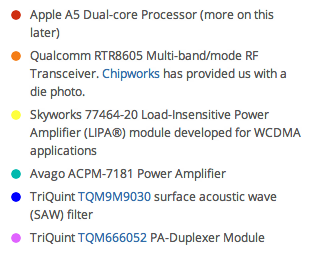 Apple A5 Dual-core Processor (more on this
later)
Qualcomm RTR8605 Multi-band/mode RF
Transceiver. Chipworks has provided us with a
die photo.
Skyworks 77464-20 Load-Insensitive Power
Amplifier (LIPA®) module developed for WCDMA
applications
Avago ACPM-7181 Power Amplifier
TriQuint TQM9M9030 surface acoustic wave
(SAW) filter
TriQuint TQM666052 PA-Duplexer Module